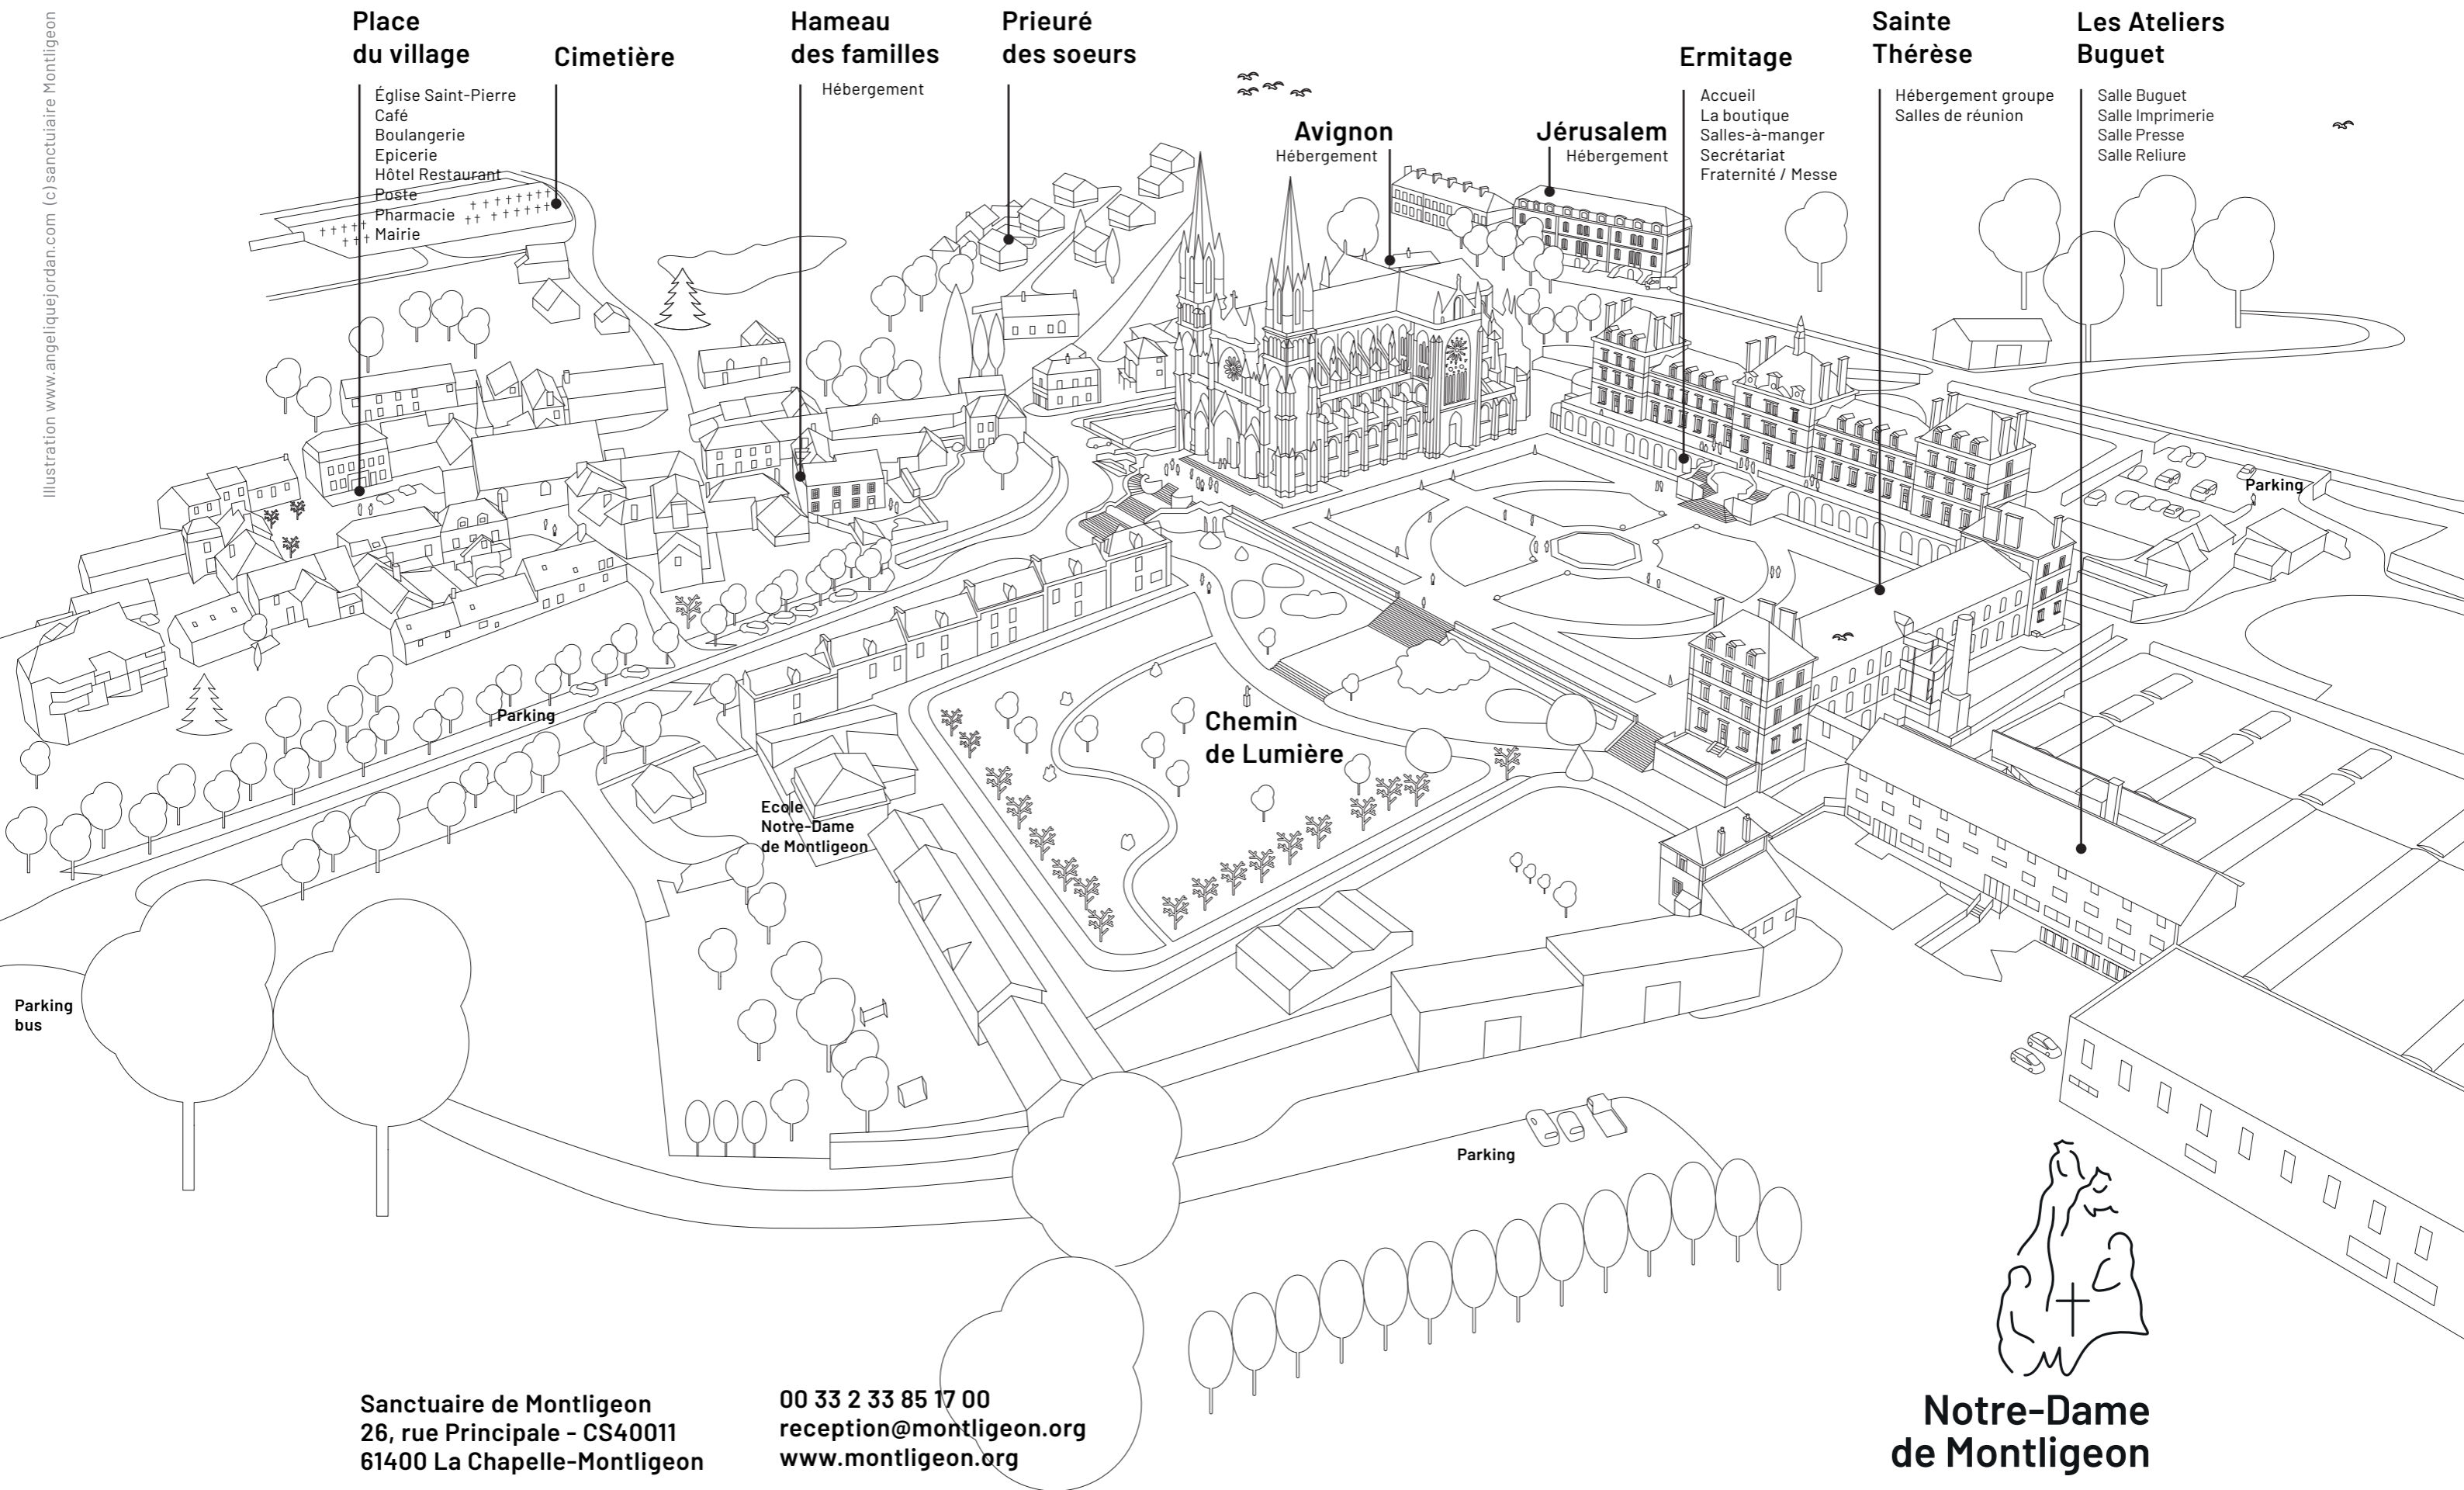 Illustration www.angeliquejordan.com (c) sanctuiaire Montligeon
Place
du village
Église Saint-Pierre
Café
Boulangerie
Epicerie
Hôtel Restaurant
Poste
Pharmacie
Mairie
Cimetière
Hameau
des familles
Hébergement
Prieuré
des soeurs
Avignon
Hébergement
Jérusalem
Hébergement
Ermitage
Accueil
La boutique
Salles-à-manger
Secrétariat
Fraternité / Messe
Sainte
Thérèse
Hébergement groupe
Salles de réunion
Les Ateliers
Buguet
Salle Buguet
Salle Imprimerie
Salle Presse
Salle Reliure
Parking
Parking
Chemin
de Lumière
Ecole
Notre-Dame
de Montligeon
Parking
bus
Parking
Sanctuaire de Montligeon
26, rue Principale - CS40011
61400 La Chapelle-Montligeon
00 33 2 33 85 17 00
reception@montligeon.org
www.montligeon.org
Notre-Dame
de Montligeon